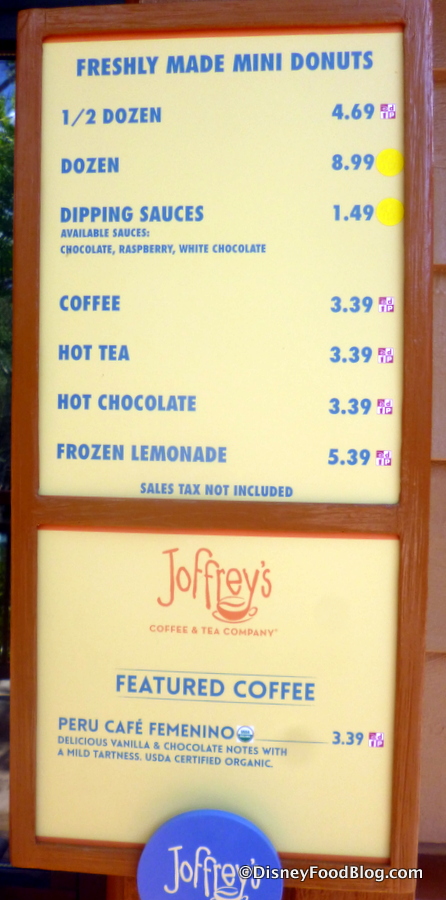 FRESHLY MADE MINI DONUTS
1/2 DOZEN 4.69
DOZEN 8.99
DIPPING SAUCES 1.49
AVAILABLE SAUCES:
CHOCOLATE, RASPBERRY, WHITE CHOCOLATE
COFFEE 3.39
HOT TEA 3.39
HOT CHOCOLATE 3.39
FROZEN LEMONADE 5.39
SALES TAX NOT INCLUDED
Joffrey's
COFFEE & TEA COMPANY
FEATURED COFFEE
PERU CAFÉ FEMENINO 3.39
DELICIOUS VANILLA & CHOCOLATE NOTES WITH
A MILD TARTNESS. USDA CERTIFIED ORGANIC.
Joffrey's
©DisneyFoodBlog.com